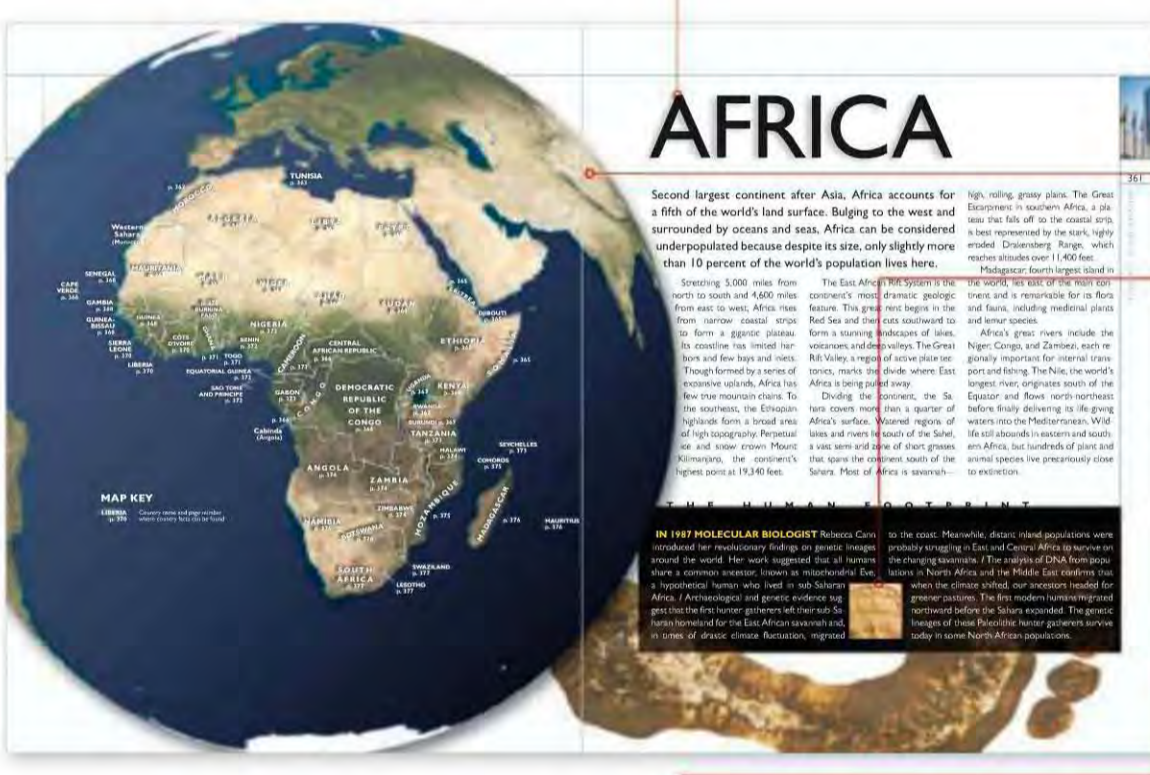 AFRICA
361
Second largest continent after Asia, Africa accounts for
a fifth of the world's land surface. Bulging to the west and
surrounded by oceans and seas, Africa can be considered
underpopulated because despite its size, only slightly more
than 10 percent of the world's population lives here.
Stretching 5,000 miles from
north to south and 4,600 miles
from east to west, Africa rises
from narrow coastal strips
to form a gigantic plateau.
Its coastline has limited har-
bors and few bays and inlets.
Though formed by a series of
expansive uplands, Africa has
few true mountain chains. To
the southeast, the Ethiopian
highlands form a broad area
of high topography. Perpetual
ice and snow crown Mount
Kilimanjaro, the continent's
highest point at 19,340 feet.
The East African Rift System is the
continent's most dramatic geologic
feature. This great rent begins in the
Red Sea and then cuts southward to
form a stunning landscapes of lakes,
volcanoes, and deep valleys. The Great
Rift Valley, a region of active plate tec-
tonics, marks the divide where East
Africa is being pulled away.
Dividing the continent, the Sa
hara covers more than a quarter of
Africa's surface. Watered regions of
lakes and rivers lie south of the Sahel,
a vast semi arid zone of short grasses
that spans the continent south of the
Sahara. Most of Africa is savannah—
high, rolling, grassy plains. The Great
Escarpment in southern Africa, a pla
teau that falls off to the coastal strip,
is best represented by the stark, highly
eroded Drakensberg Range, which
reaches altitudes over 11,400 feet.
Madagascar, fourth largest island in
the world, lies east of the main con
tinent and is remarkable for its flora
and fauna, including medicinal plants
and lemur species.
Africa's great rivers include the
Niger, Congo, and Zambezi, each re
gionally important for internal trans
port and fishing. The Nile, the world's
longest river, originates south of the
Equator and flows north-northeast
before finally delivering its life giving
waters into the Mediterranean. Wild
life still abounds in eastern and south
ern Africa, but hundreds of plant and
animal species live precariously close
to extinction.
THE HUMAN FOOTPRINT
IN 1987 MOLECULAR BIOLOGIST Rebecca Cann
introduced her revolutionary findings on genetic lineages
around the world. Her work suggested that all humans
share a common ancestor, known as mitochondrial Eve,
a hypothetical human who lived in sub Saharan
Africa. / Archaeological and genetic evidence sug
gest that the first hunter-gatherers left their sub Sa
haran homeland for the East African savannah and,
in times of drastic climate fluctuation, migrated
to the coast. Meanwhile, distant inland populations were
probably struggling in East and Central Africa to survive on
the changing savannahs. / The analysis of DNA from popu
lations in North Africa and the Middle East confirms that
when the climate shifted, our ancestors headed for
greener pastures. The first modern humans migrated
northward before the Sahara expanded. The genetic
lineages of these Paleolithic hunter gatherers survive
today in some North African populations.
TUNISIA
p. 363
p. 362
MOROCCO
Western
Sahara
(Morocco)
MAURITANIA
SENEGAL
CAPE
VERDE
GAMBIA
GUINEA-
BISSAU
GUINEA
SIERRA
LEONE
LIBERIA
p. 370
CÔTE
D'IVOIRE
BURKINA
FASO
GHANA
p. 371
TOGO
p. 371
BENIN
p. 372
NIGERIA
p. 372
EQUATORIAL GUINEA
SAO TOME
AND PRINCIPE
CAMEROON
CENTRAL
AFRICAN REPUBLIC
SUDAN
ERITREA
DJIBOUTI
ETHIOPIA
SOMALIA
p. 365
GABON
CONGO
DEMOCRATIC
REPUBLIC
OF THE
CONGO
UGANDA
KENYA
RWANDA
BURUNDI
TANZANIA
MALAWI
SEYCHELLES
COMOROS
p. 375
Cabinda
(Angola)
ANGOLA
ZAMBIA
ZIMBABWE
MOZAMBIQUE
p. 375
MADAGASCAR
p. 376
MAURITIUS
p. 376
NAMIBIA
BOTSWANA
SOUTH
AFRICA
p. 377
SWAZILAND
p. 377
LESOTHO
p. 377
MAP KEY
LIBERIA
p. 370
Country name and page number
where country facts can be found